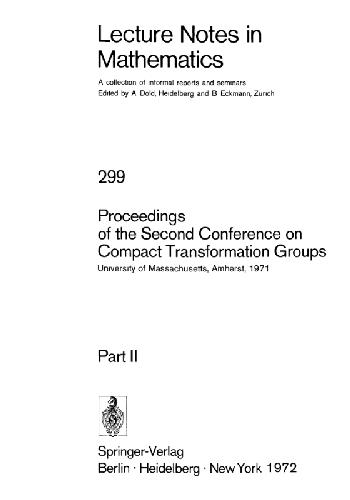 Lecture Notes in
Mathematics
A collection of informal reports and seminars
Edited by A. Dold, Heidelberg and B. Eckmann, Zürich
299
Proceedings
of the Second Conference on
Compact Transformation Groups
University of Massachusetts, Amherst, 1971
Part II
Springer-Verlag
Berlin · Heidelberg · New York 1972